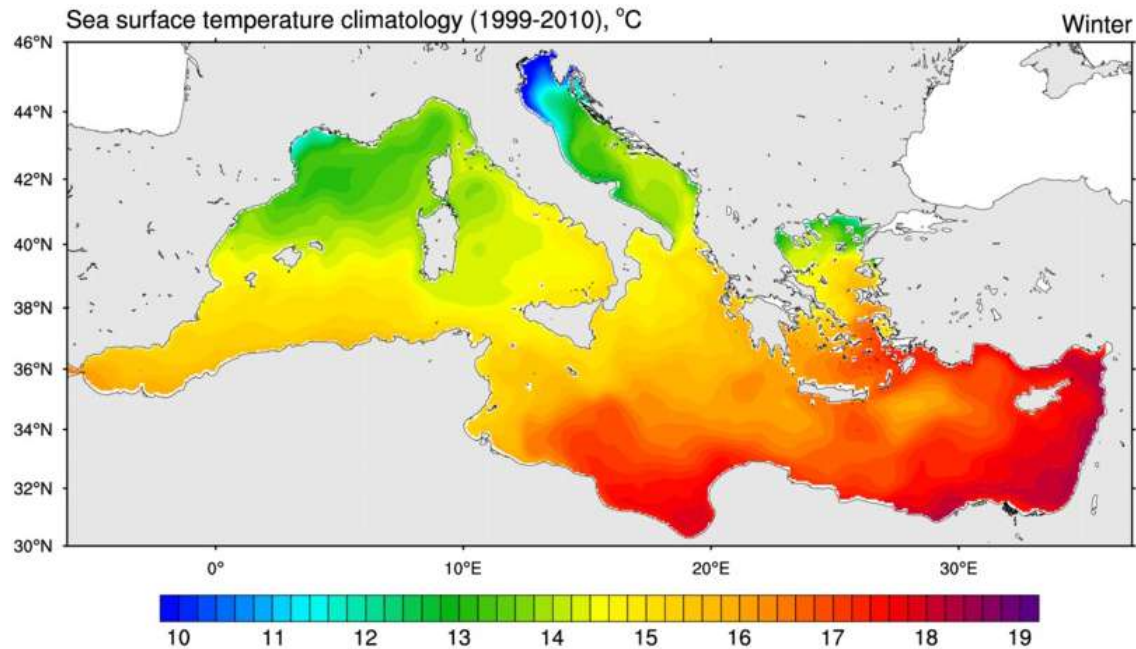 Sea surface temperature climatology (1999-2010), °C Winter
46°N
44°N
42°N
40°N
38°N
36°N
34°N
32°N
30°N
0° 10°E 20°E 30°E
10 11 12 13 14 15 16 17 18 19